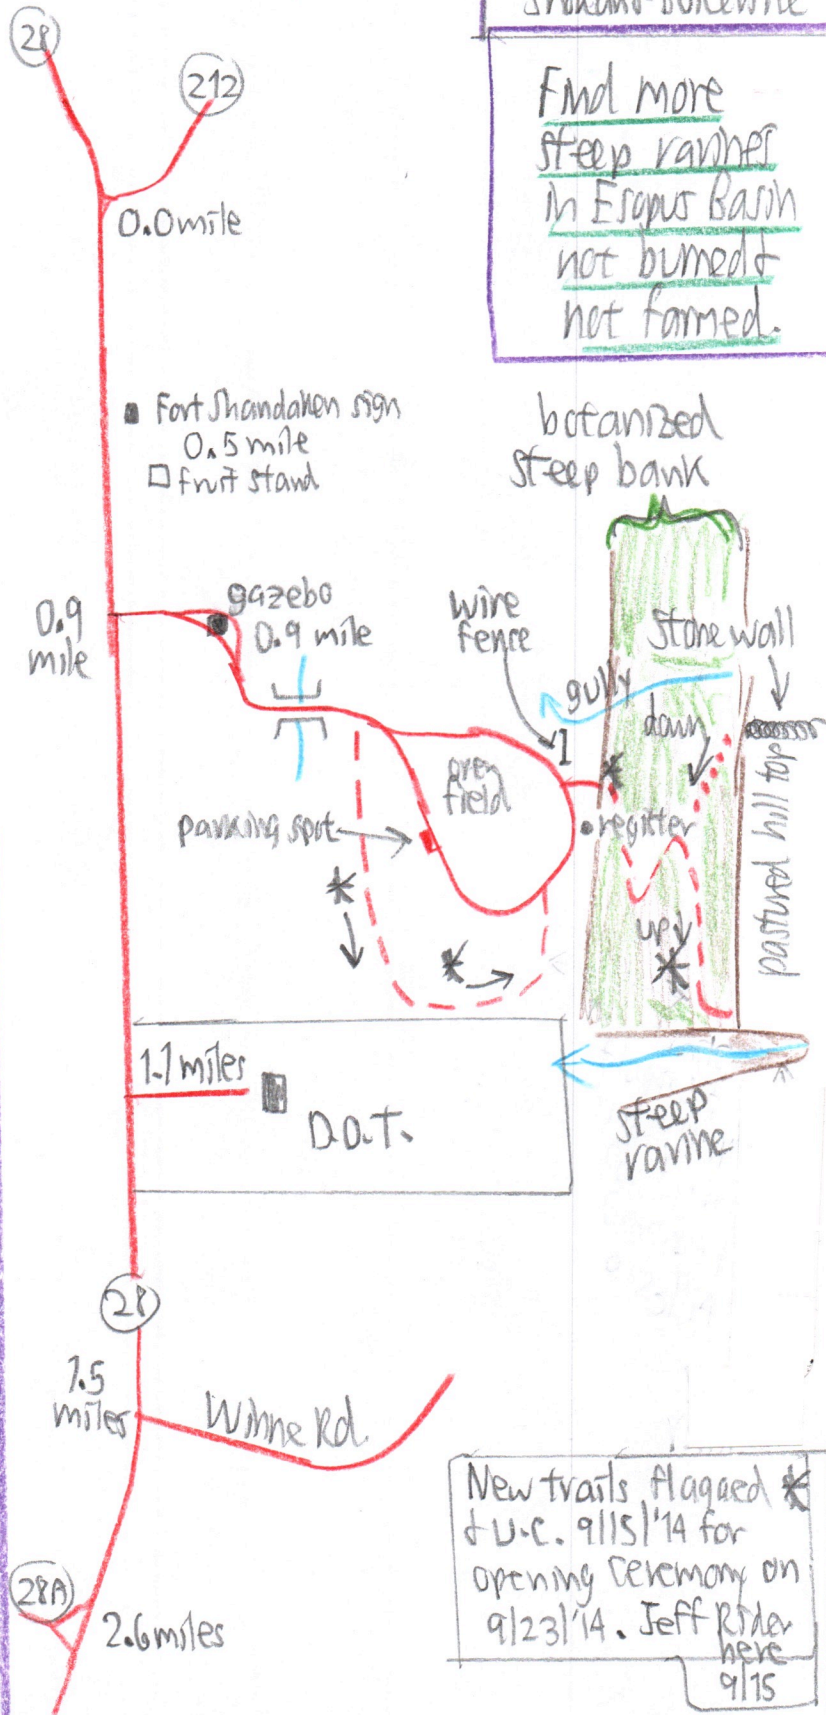 28
212
0.0 mile
Find more
steep ravines
in Esopus Basin
not burned &
not farmed.
Fort Shandaken sign
0.5 mile
fruit stand
botanized
steep bank
0.9
mile
gazebo
0.9 mile
wire
fence
stone wall
gully
down
open
field
parking spot
register
pastured hill top
up
1.1 miles
D.O.T.
steep
ravine
28
1.5
miles
Winne Rd.
28A
2.6 miles
New trails flagged *
& U.C. 9/15/'14 for
opening ceremony on
9/23/'14. Jeff Rider
here
9/15